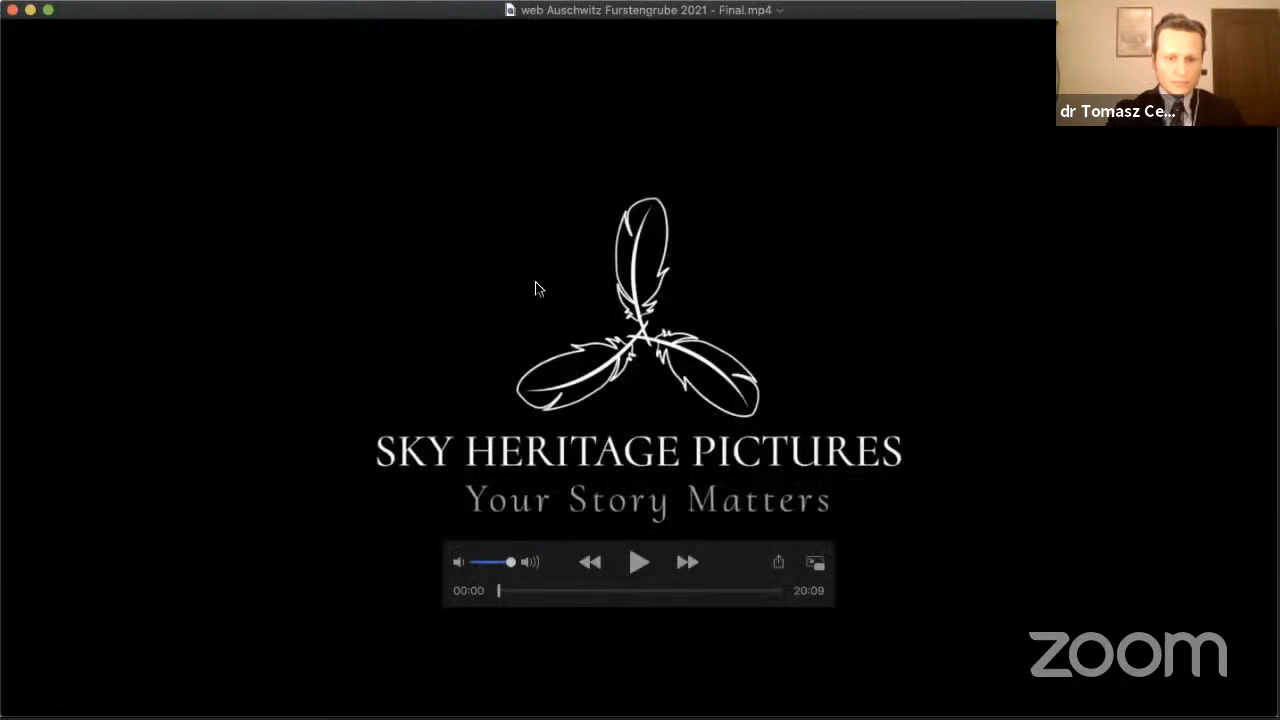 web Auschwitz Furstengrube 2021 - Final.mp4
dr Tomasz Ce...
SKY HERITAGE PICTURES
Your Story Matters
00:00
20:09
zoom